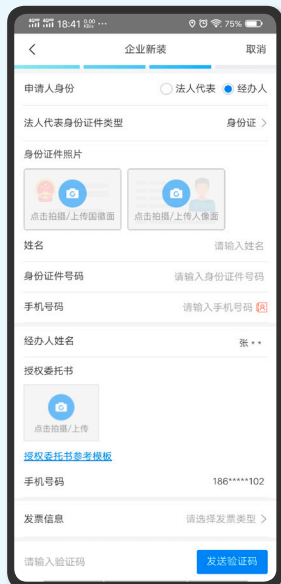 18:41 75%
企业新装 取消
申请人身份 法人代表 经办人
法人代表身份证件类型 身份证 >
身份证件照片
点击拍摄/上传国徽面 点击拍摄/上传人像面
姓名 请输入姓名
身份证件号码 请输入身份证件号码
手机号码 请输入手机号码
经办人姓名 张**
授权委托书
点击拍摄/上传
授权委托书参考模板
手机号码 186*****102
发票信息 请选择发票类型 >
请输入验证码 发送验证码